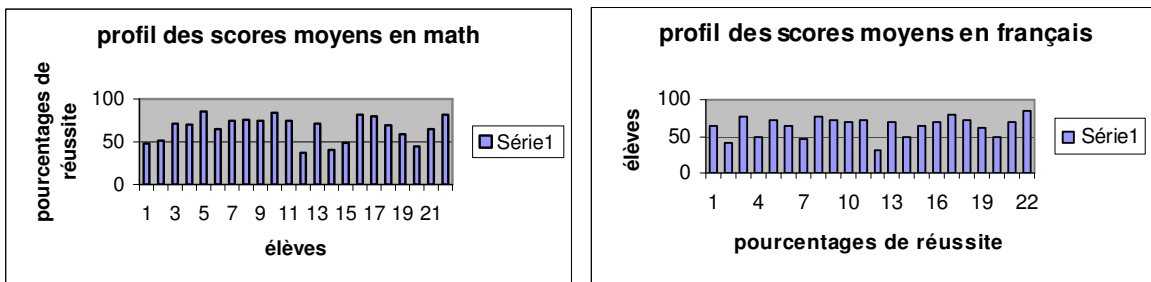 profil des scores moyens en math
pourcentages de
réussite
100
50
0
1 3 5 7 9 11 13 15 17 19 21
élèves
Série1
profil des scores moyens en français
élèves
100
50
0
1 4 7 10 13 16 19 22
pourcentages de réussite
Série1